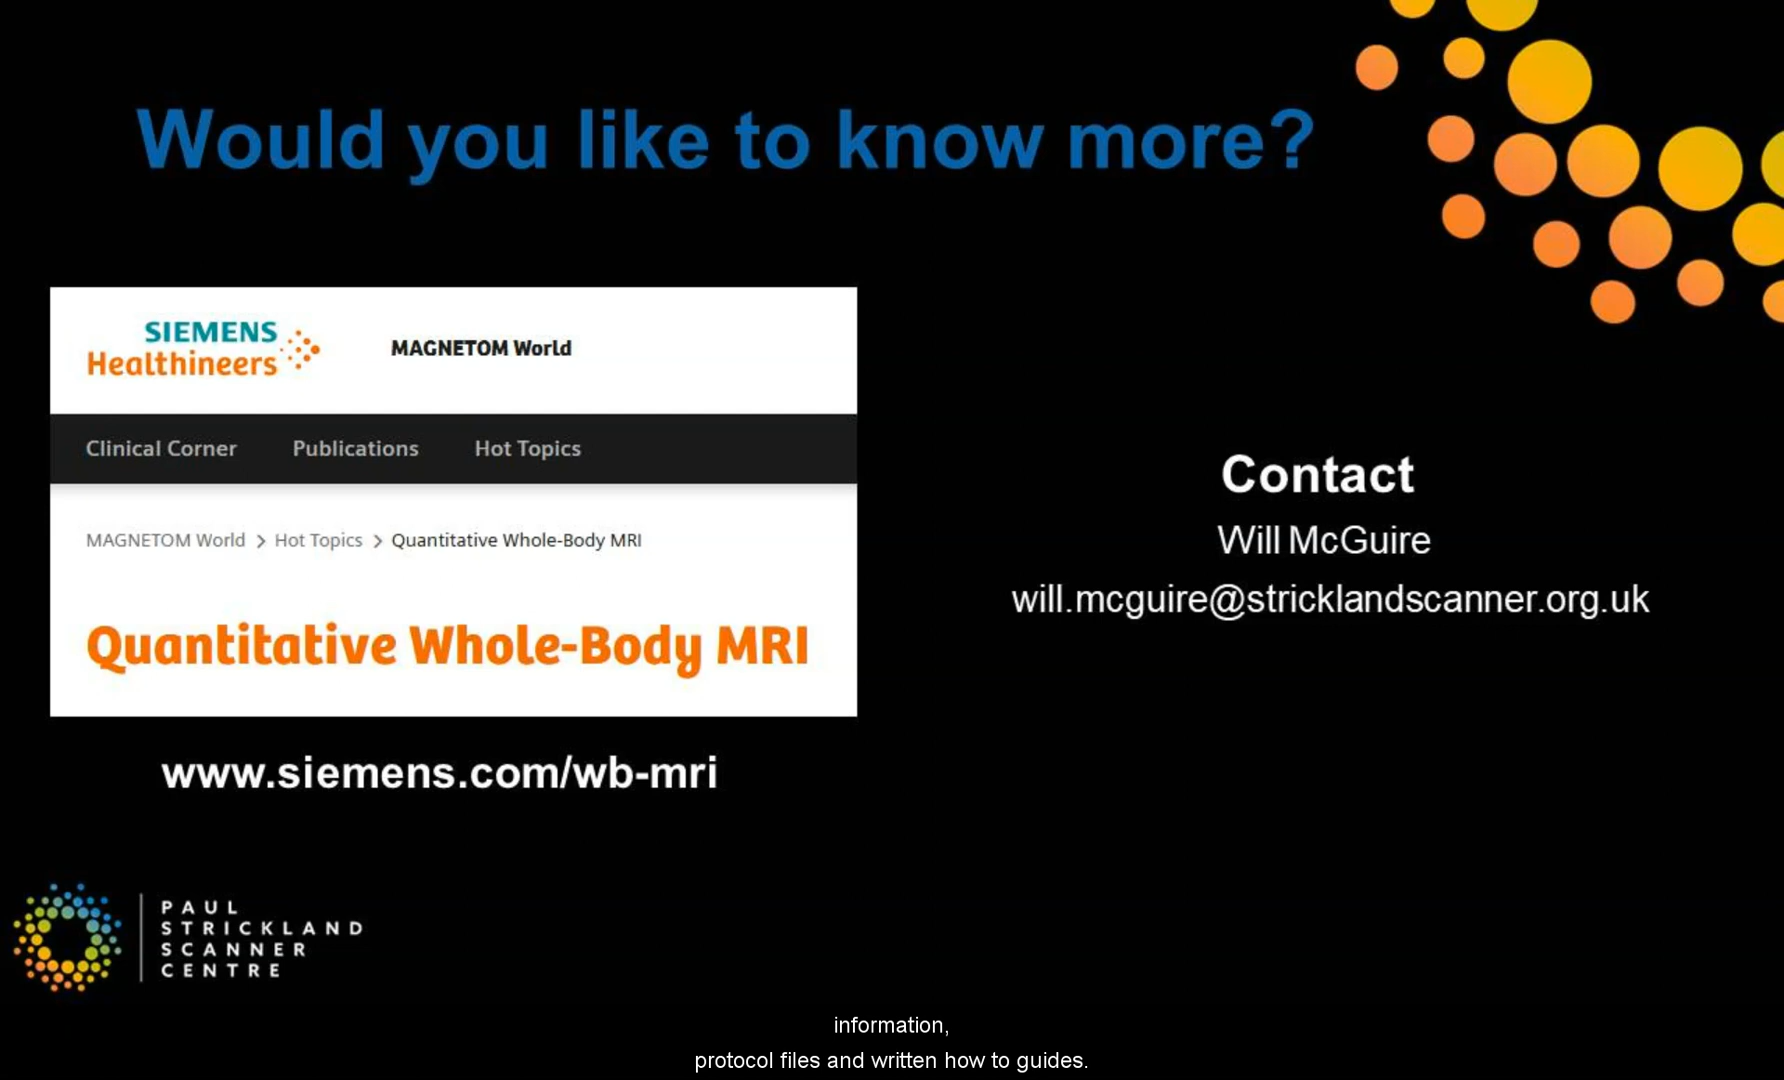 Would you like to know more?
SIEMENS
Healthineers
MAGNETOM World
Clinical Corner Publications Hot Topics
MAGNETOM World > Hot Topics > Quantitative Whole-Body MRI
Quantitative Whole-Body MRI
www.siemens.com/wb-mri
Contact
Will McGuire
will.mcguire@stricklandscanner.org.uk
PAUL
STRICKLAND
SCANNER
CENTRE
information,
protocol files and written how to guides.